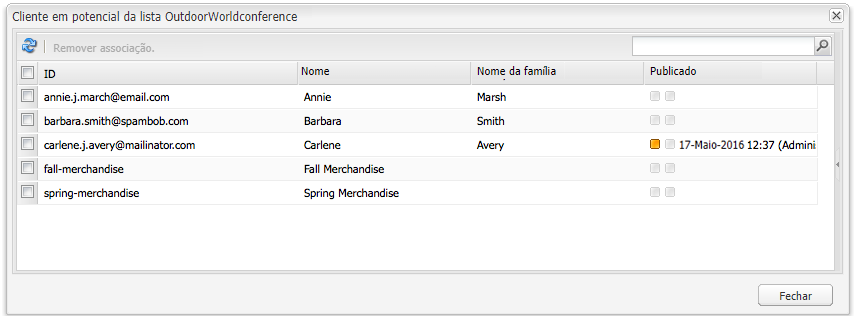 Cliente em potencial da lista OutdoorWorldconference
Remover associação.
ID Nome Nome da família Publicado
annie.j.march@email.com Annie Marsh
barbara.smith@spambob.com Barbara Smith
carlene.j.avery@mailinator.com Carlene Avery 17-Maio-2016 12:37 (Admini
fall-merchandise Fall Merchandise
spring-merchandise Spring Merchandise
Fechar